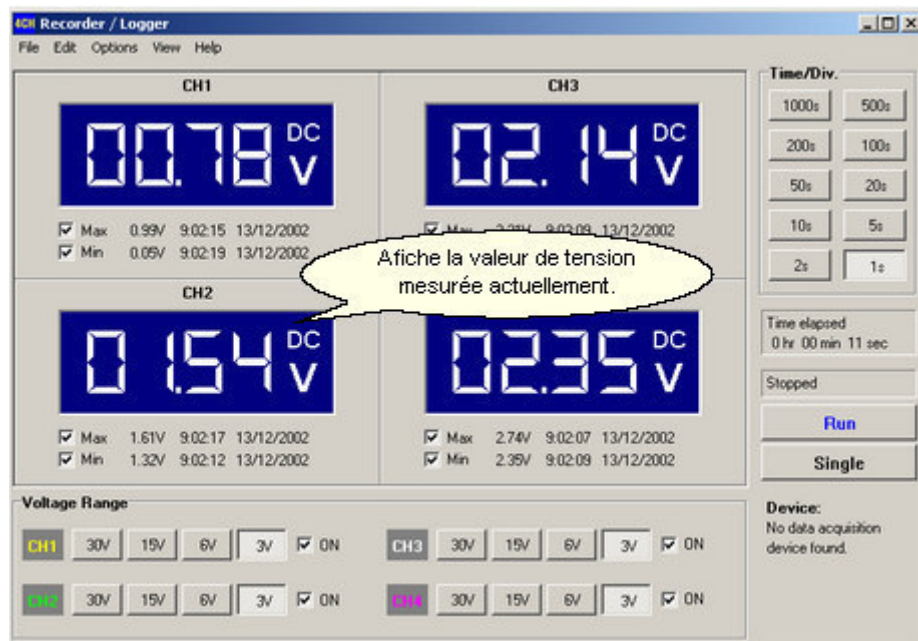 4CH Recorder / Logger
File Edit Options View Help
CH1
00.78 DC V
Max 0.99V 9:02:15 13/12/2002
Min 0.05V 9:02:19 13/12/2002
CH3
02.14 DC V
Max 9:02:09 13/12/2002
Afiche la valeur de tension
mesurée actuellement.
CH2
01.54 DC V
Max 1.61V 9:02:17 13/12/2002
Min 1.32V 9:02:12 13/12/2002
02.35 DC V
Max 2.74V 9:02:07 13/12/2002
Min 2.35V 9:02:09 13/12/2002
Time/Div.
1000s 500s
200s 100s
50s 20s
10s 5s
2s 1s
Time elapsed
0 hr 00 min 11 sec
Stopped
Run
Single
Device:
No data acquisition
device found.
Voltage Range
CH1 30V 15V 6V 3V ON
CH3 30V 15V 6V 3V ON
CH2 30V 15V 6V 3V ON
CH4 30V 15V 6V 3V ON